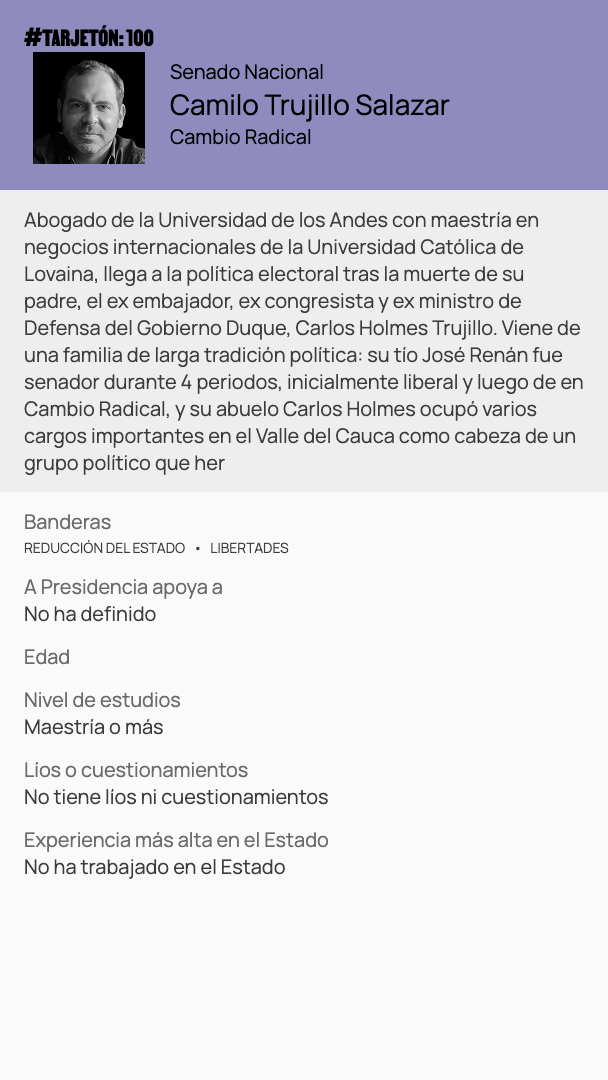 #TARJETÓN: 100
Senado Nacional
Camilo Trujillo Salazar
Cambio Radical
Abogado de la Universidad de los Andes con maestría en
negocios internacionales de la Universidad Católica de
Lovaina, llega a la política electoral tras la muerte de su
padre, el ex embajador, ex congresista y ex ministro de
Defensa del Gobierno Duque, Carlos Holmes Trujillo. Viene de
una familia de larga tradición política: su tío José Renán fue
senador durante 4 periodos, inicialmente liberal y luego de en
Cambio Radical, y su abuelo Carlos Holmes ocupó varios
cargos importantes en el Valle del Cauca como cabeza de un
grupo político que her
Banderas
REDUCCIÓN DEL ESTADO • LIBERTADES
A Presidencia apoya a
No ha definido
Edad
Nivel de estudios
Maestría o más
Líos o cuestionamientos
No tiene líos ni cuestionamientos
Experiencia más alta en el Estado
No ha trabajado en el Estado